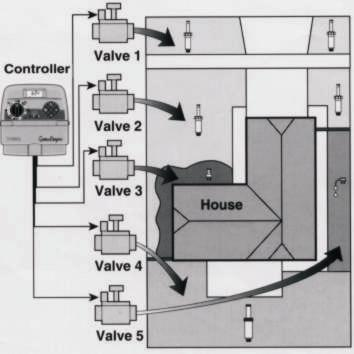 Controller
Valve 1
Valve 2
Valve 3
House
Valve 4
Valve 5